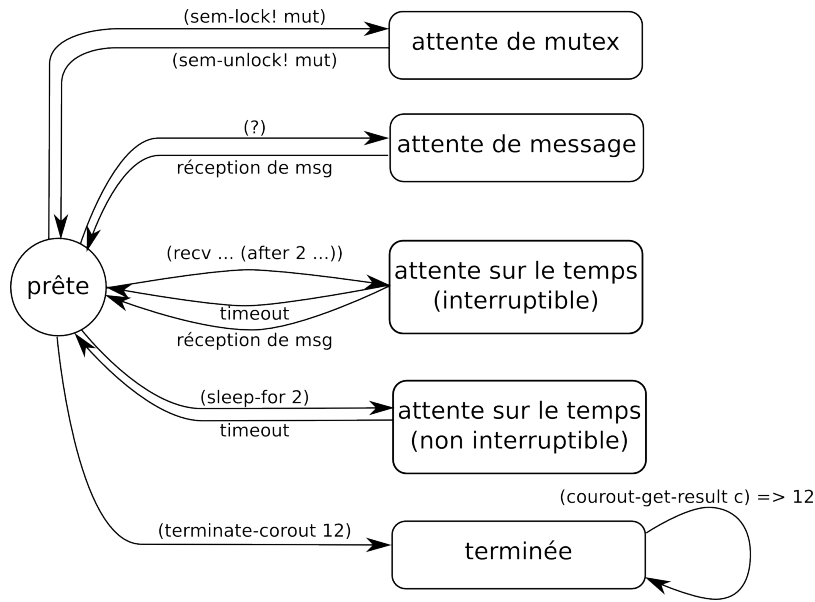 (sem-lock! mut)
attente de mutex
(sem-unlock! mut)
(?)
attente de message
réception de msg
(recv ... (after 2 ...))
prête
attente sur le temps
(interruptible)
timeout
réception de msg
(sleep-for 2)
attente sur le temps
(non interruptible)
timeout
(courout-get-result c) => 12
(terminate-corout 12)
terminée